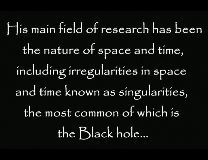 His main field of research has been
the nature of space and time,
including irregularities in space
and time known as singularities,
the most common of which is
the Black hole...